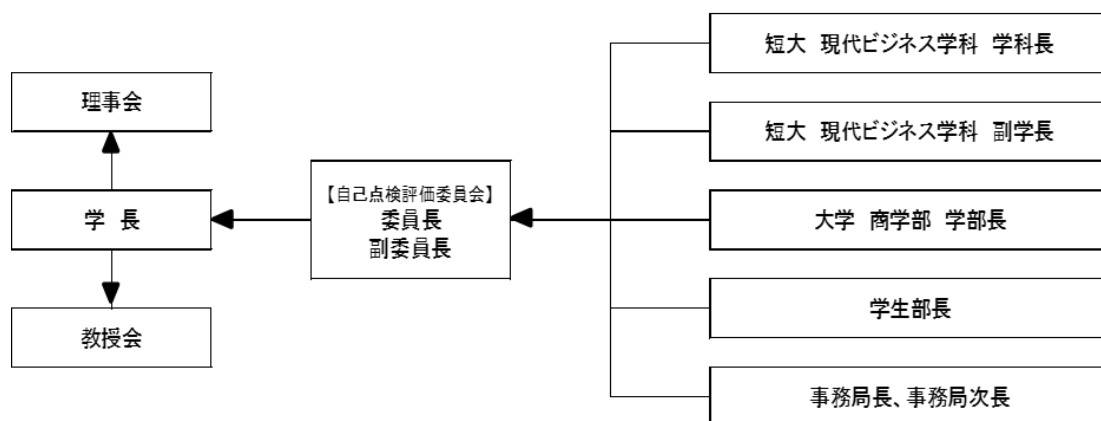 理事会
学　長
教授会
【自己点検評価委員会】
委員長
副委員長
短大　現代ビジネス学科　学科長
短大　現代ビジネス学科　副学長
大学　商学部　学部長
学生部長
事務局長、事務局次長